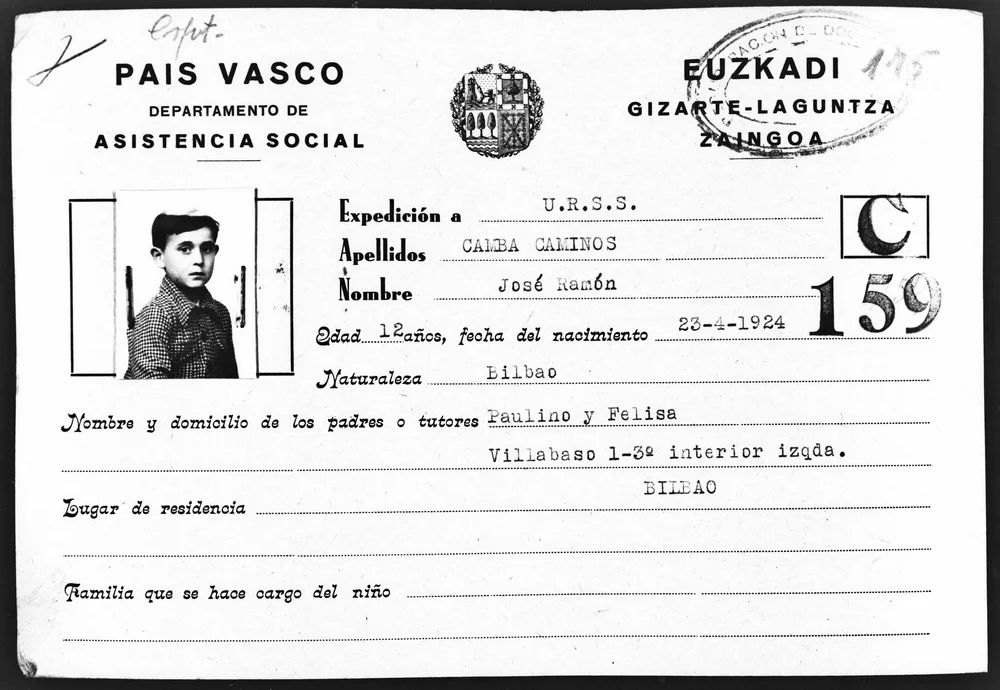 PAIS VASCO
DEPARTAMENTO DE
ASISTENCIA SOCIAL
EUZKADI
GIZARTE-LAGUNTZA
ZAINGOA
175
Expedición a U.R.S.S.
Apellidos CAMBA CAMINOS
Nombre José Ramón
C
159
Edad 12 años, fecha del nacimiento 23-4-1924
Naturaleza Bilbao
Nombre y domicilio de los padres o tutores Paulino y Felisa
Villabaso 1-3º interior izqda.
BILBAO
Lugar de residencia
Familia que se hace cargo del niño